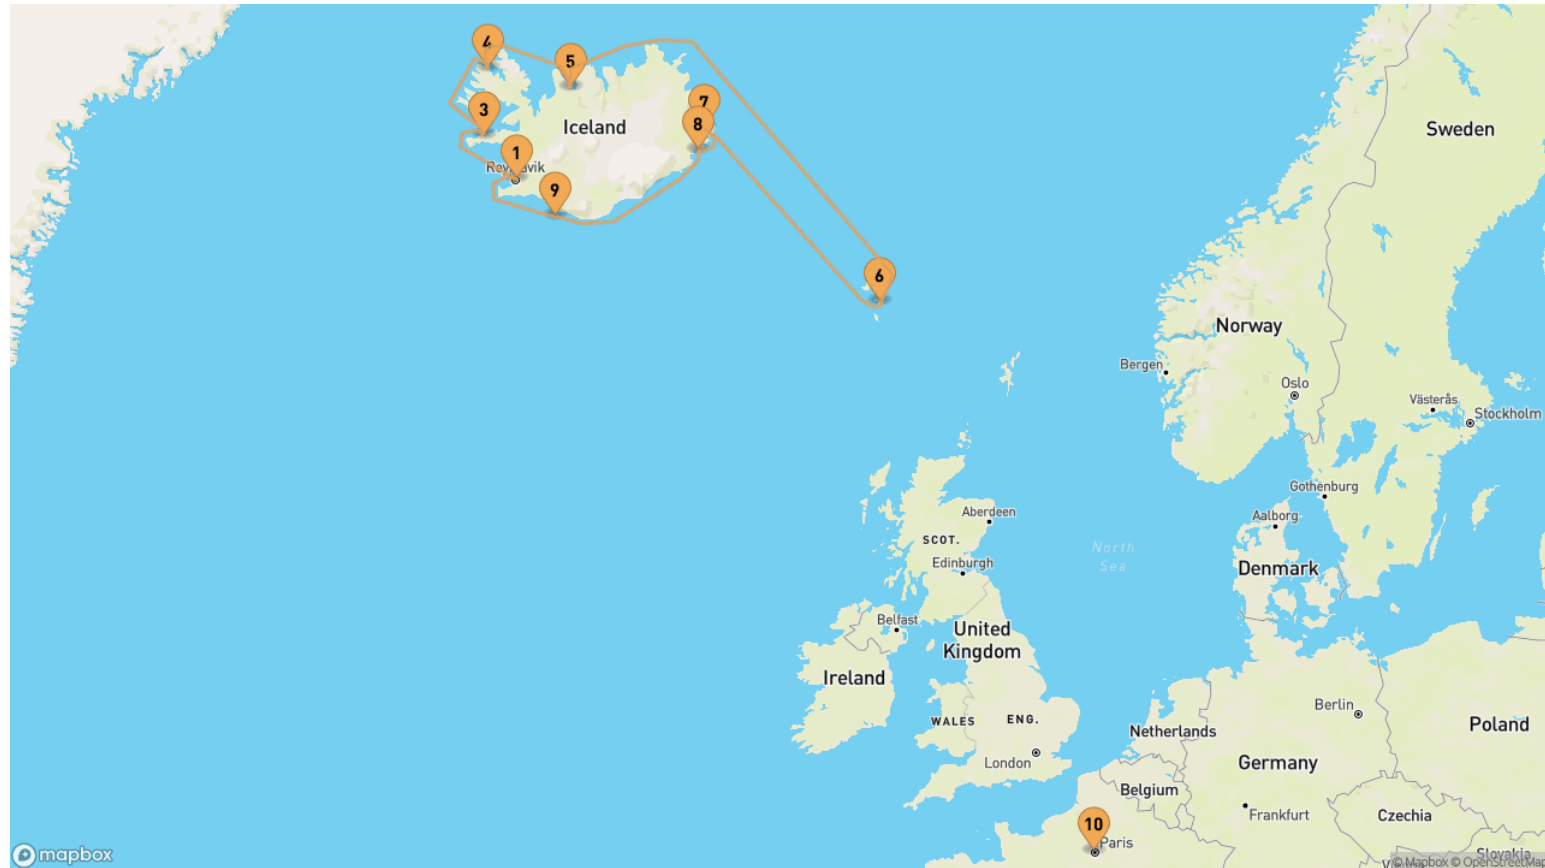 4
5
3
7
Iceland
8
Sweden
1
Reykjavik
9
6
Norway
Bergen
Oslo
Västerås
Stockholm
Gothenburg
Aberdeen
Aalborg
SCOT.
North
Sea
Edinburgh
Denmark
Belfast
United
Kingdom
Ireland
Berlin
WALES
ENG.
Poland
Netherlands
London
Germany
Belgium
Frankfurt
Czechia
10
Paris
Slovakia
mapbox
© Mapbox © OpenStreetMap